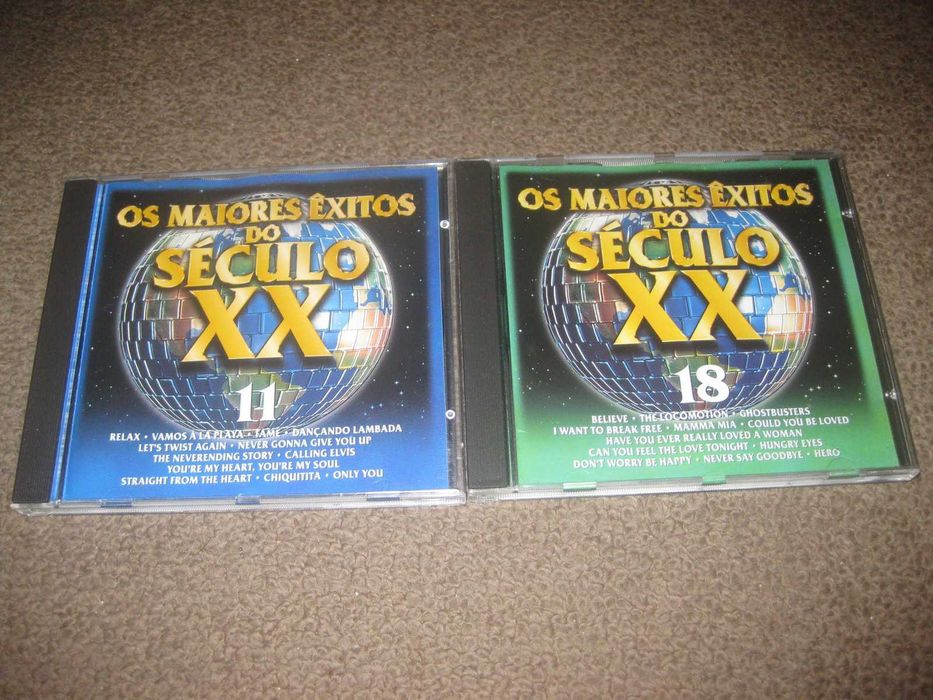 OS MAIORES ÊXITOS
DO
SÉCULO
XX
11
RELAX • VAMOS A LA PLAYA • TAME • DANÇANDO LAMBADA
LET'S TWIST AGAIN • NEVER GONNA GIVE YOU UP
THE NEVERENDING STORY • CALLING ELVIS
YOU'RE MY HEART, YOU'RE MY SOUL
STRAIGHT FROM THE HEART • CHIQUITITA • ONLY YOU
OS MAIORES ÊXITOS
DO
SÉCULO
XX
18
BELIEVE • THE LOCOMOTION • GHOSTBUSTERS
I WANT TO BREAK FREE • MAMMA MIA • COULD YOU BE LOVED
HAVE YOU EVER REALLY LOVED A WOMAN
CAN YOU FEEL THE LOVE TONIGHT • HUNGRY EYES
DON'T WORRY BE HAPPY • NEVER SAY GOODBYE • HERO